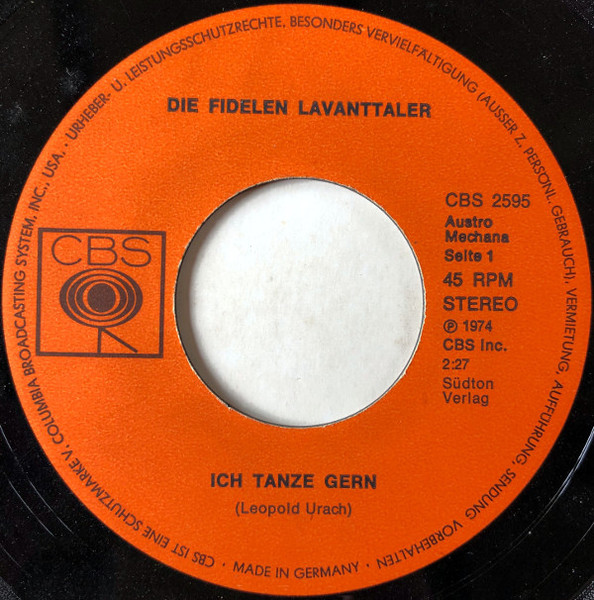 DIE FIDELEN LAVANTTALER
CBS
CBS 2595
Austro
Mechana
Seite 1
45 RPM
STEREO
Ⓟ 1974
CBS Inc.
2:27
Südton
Verlag
ICH TANZE GERN
(Leopold Urach)
CBS IST EINE SCHUTZMARKE V. COLUMBIA BROADCASTING SYSTEM, INC., USA. · URHEBER- U. LEISTUNGSSCHUTZRECHTE, BESONDERS VERVIELFÄLTIGUNG (AUSSER Z. PERSÖNL. GEBRAUCH), VERMIETUNG, AUFFÜHRUNG, SENDUNG VORBEHALTEN
· MADE IN GERMANY ·